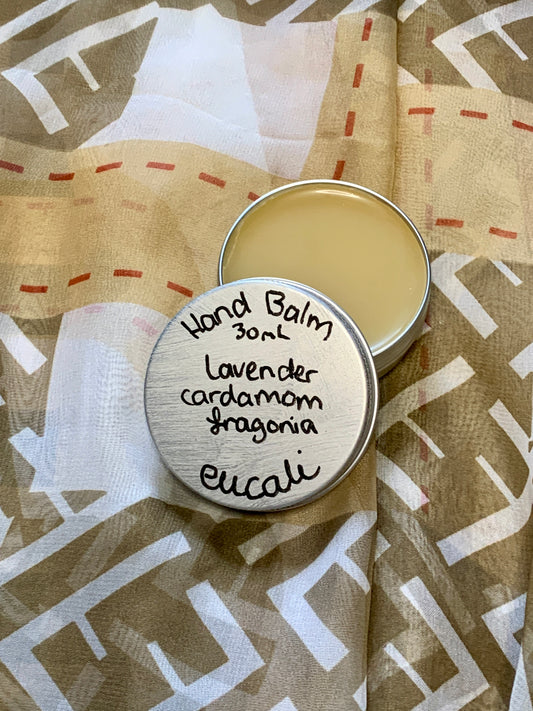 Hand Balm
30mL
lavender
cardamom
fragonia
eucali